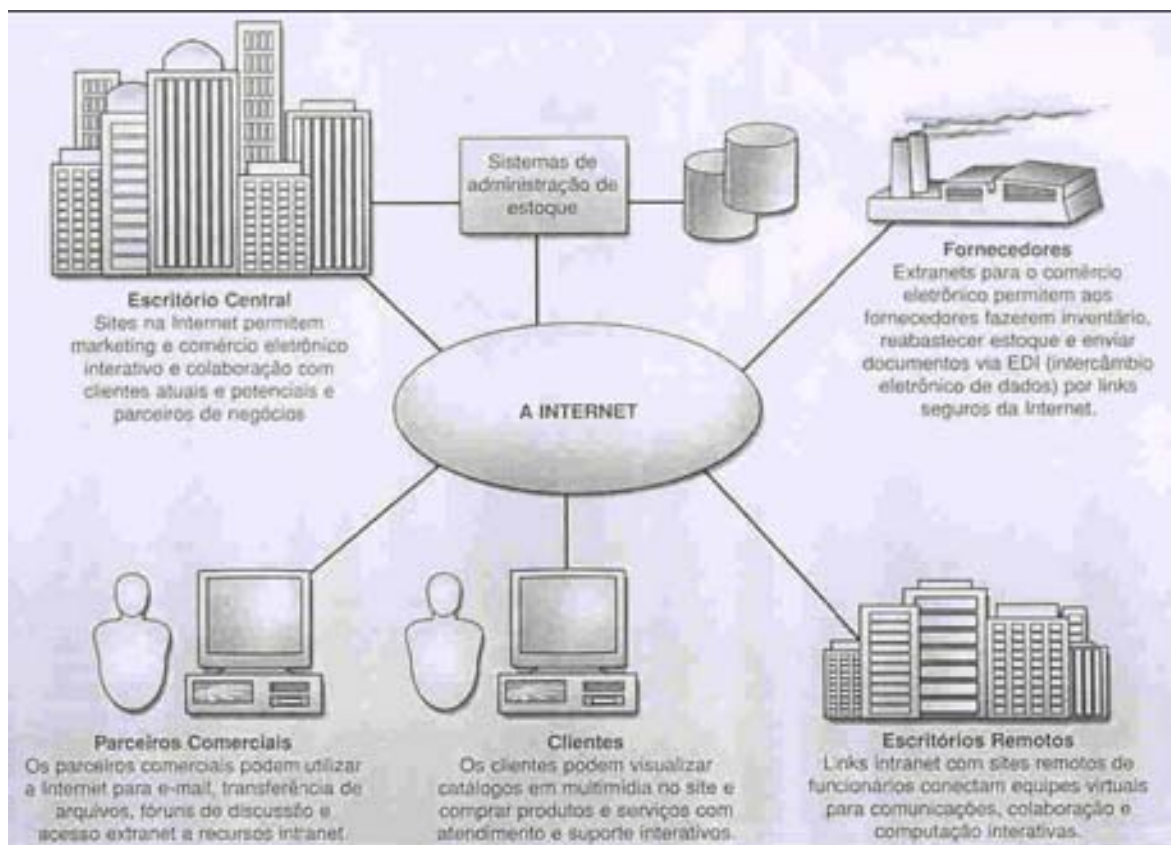 Sistemas de
administração de
estoque
Fornecedores
Extranets para o comércio
eletrônico permitem aos
fornecedores fazerem inventário,
reabastecer estoque e enviar
documentos via EDI (intercâmbio
eletrônico de dados) por links
seguros da Internet.
Escritório Central
Sites na Internet permitem
marketing e comércio eletrônico
interativo e colaboração com
clientes atuais e potenciais e
parceiros de negócios
A INTERNET
Parceiros Comerciais
Os parceiros comerciais podem utilizar
a Internet para e-mail, transferência de
arquivos, fóruns de discussão e
acesso extranet a recursos intranet.
Clientes
Os clientes podem visualizar
catálogos em multimídia no site e
comprar produtos e serviços com
atendimento e suporte interativos.
Escritórios Remotos
Links intranet com sites remotos de
funcionários conectam equipes virtuais
para comunicações, colaboração e
computação interativas.